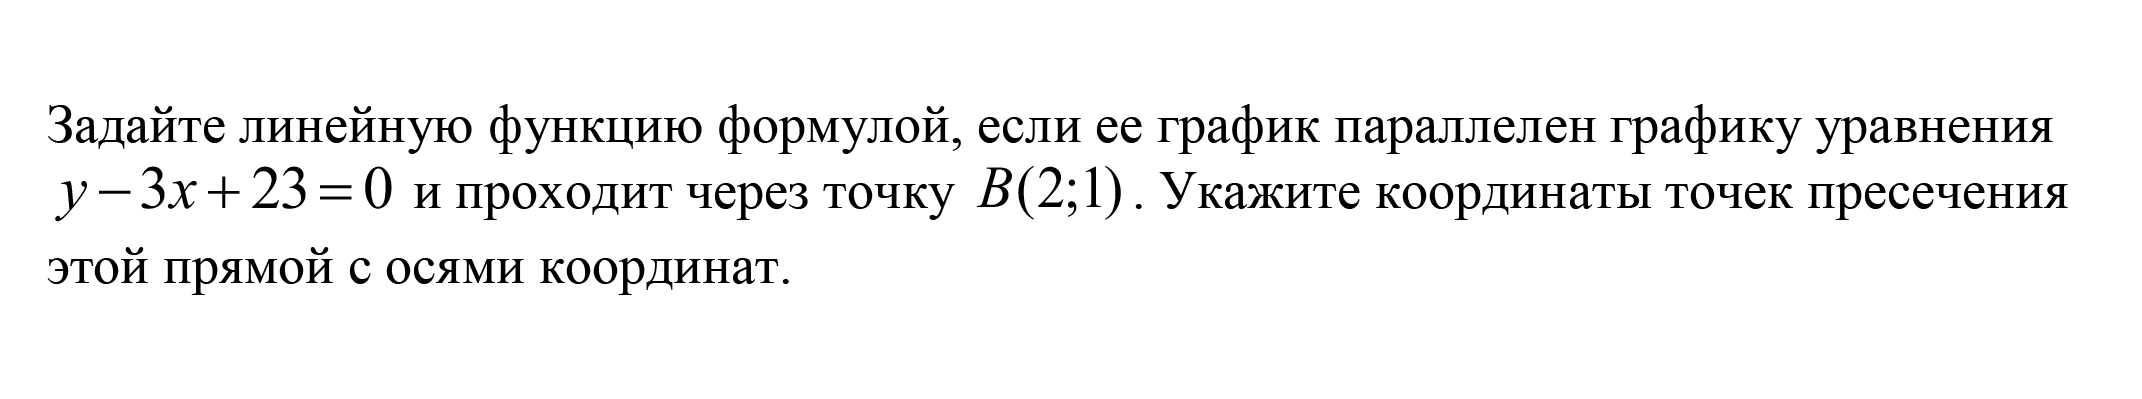 Задайте линейную функцию формулой, если ее график параллелен графику уравнения
y − 3x + 23 = 0 и проходит через точку B(2;1). Укажите координаты точек пресечения
этой прямой с осями координат.